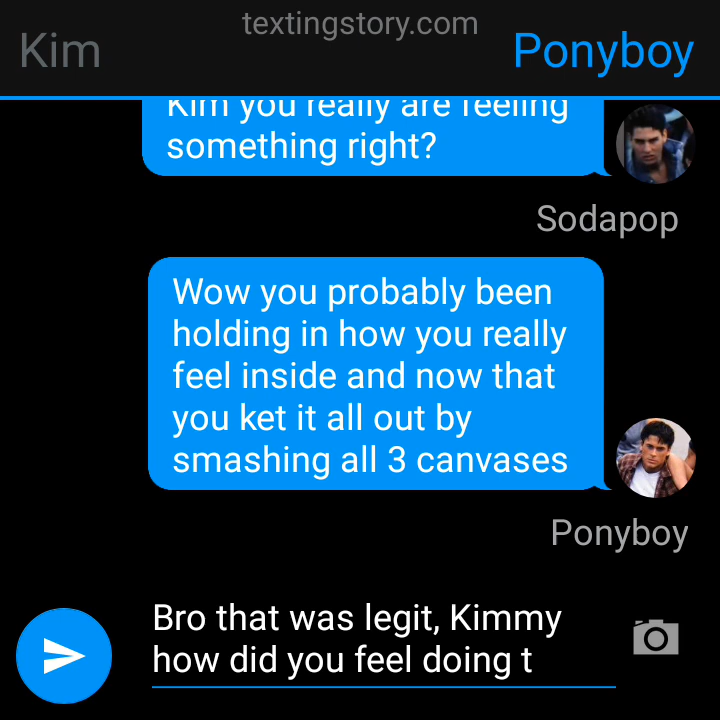 textingstory.com
Kim
Ponyboy
Kim you really are feeling
something right?
Sodapop
Wow you probably been
holding in how you really
feel inside and now that
you ket it all out by
smashing all 3 canvases
Ponyboy
Bro that was legit, Kimmy
how did you feel doing t